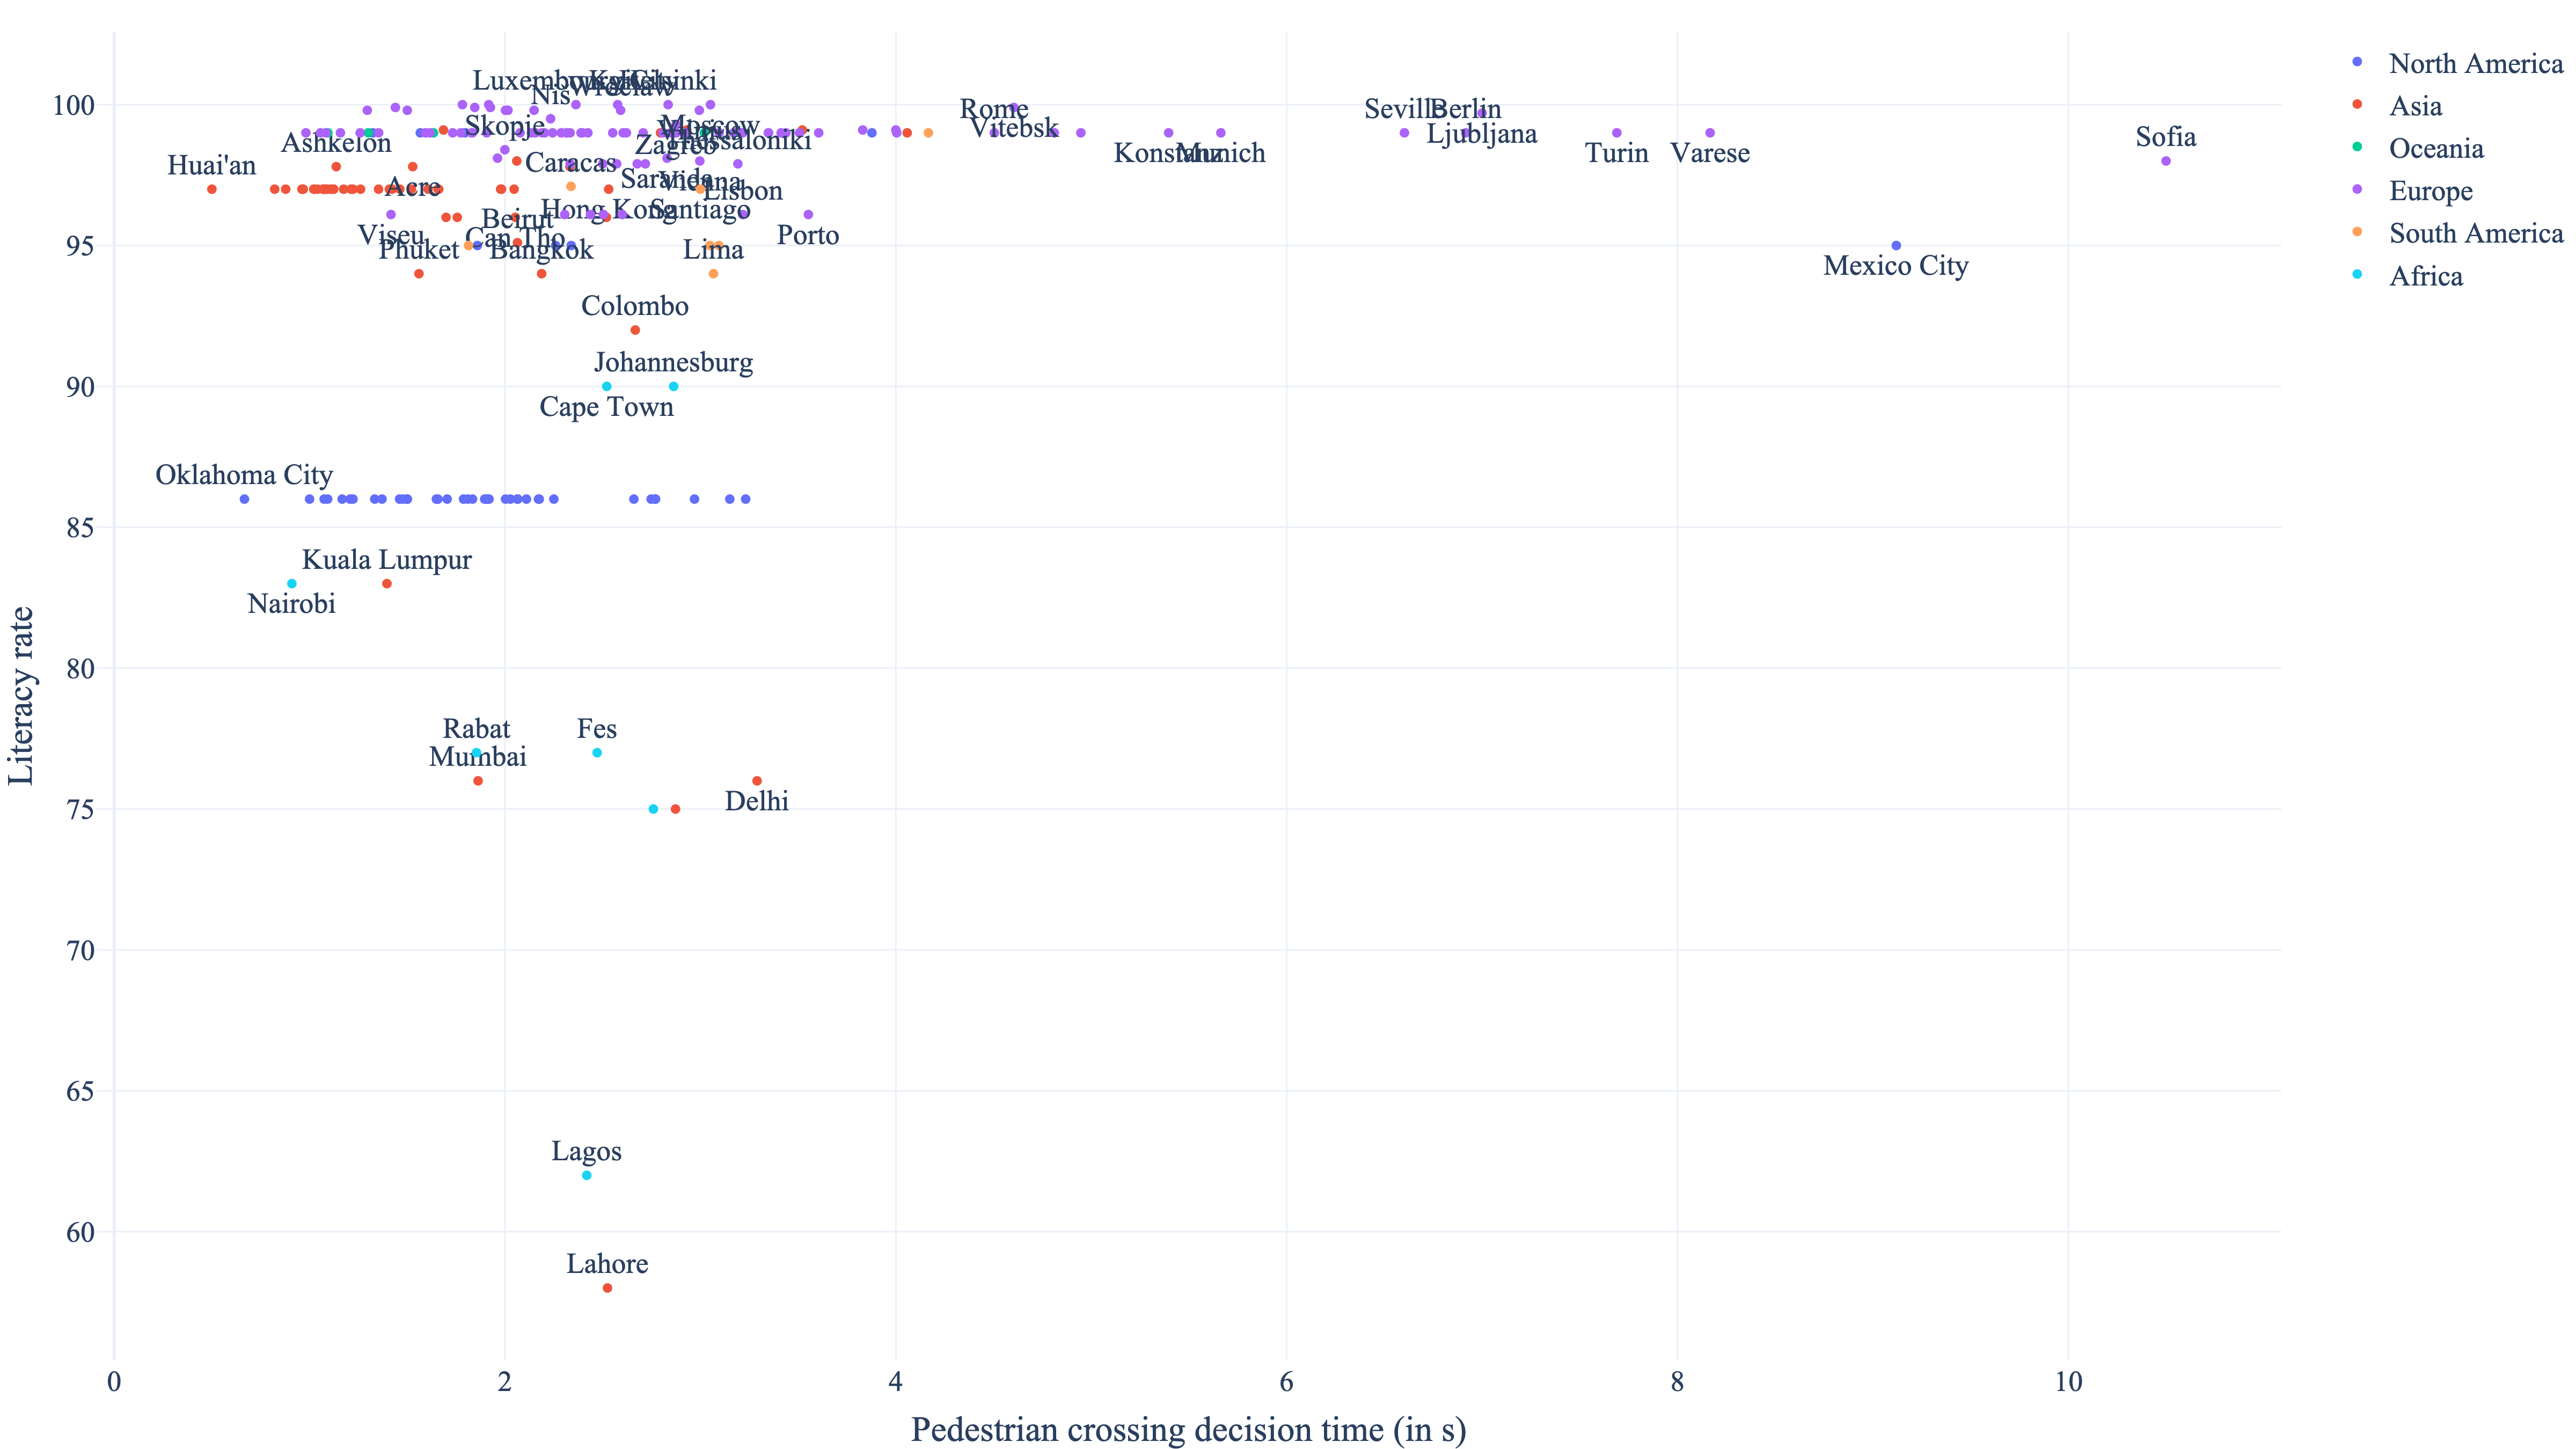 Luxembourg City
Helsinki
Nis
Wroclaw
Rome
Seville
Berlin
Skopje
Moscow
Vitebsk
Ljubljana
Sofia
Ashkelon
Zagreb
Thessaloniki
Huai'an
Caracas
Konstanz
Munich
Turin
Varese
Acre
Saranda
Vienna
Lisbon
Hong Kong
Santiago
Beirut
Viseu
Can Tho
Porto
Phuket
Bangkok
Lima
Mexico City
Colombo
Johannesburg
Cape Town
Oklahoma City
Kuala Lumpur
Nairobi
Rabat
Fes
Mumbai
Delhi
Lagos
Lahore
100
95
90
85
80
75
70
65
60
Literacy rate
0
2
4
6
8
10
Pedestrian crossing decision time (in s)
North America
Asia
Oceania
Europe
South America
Africa